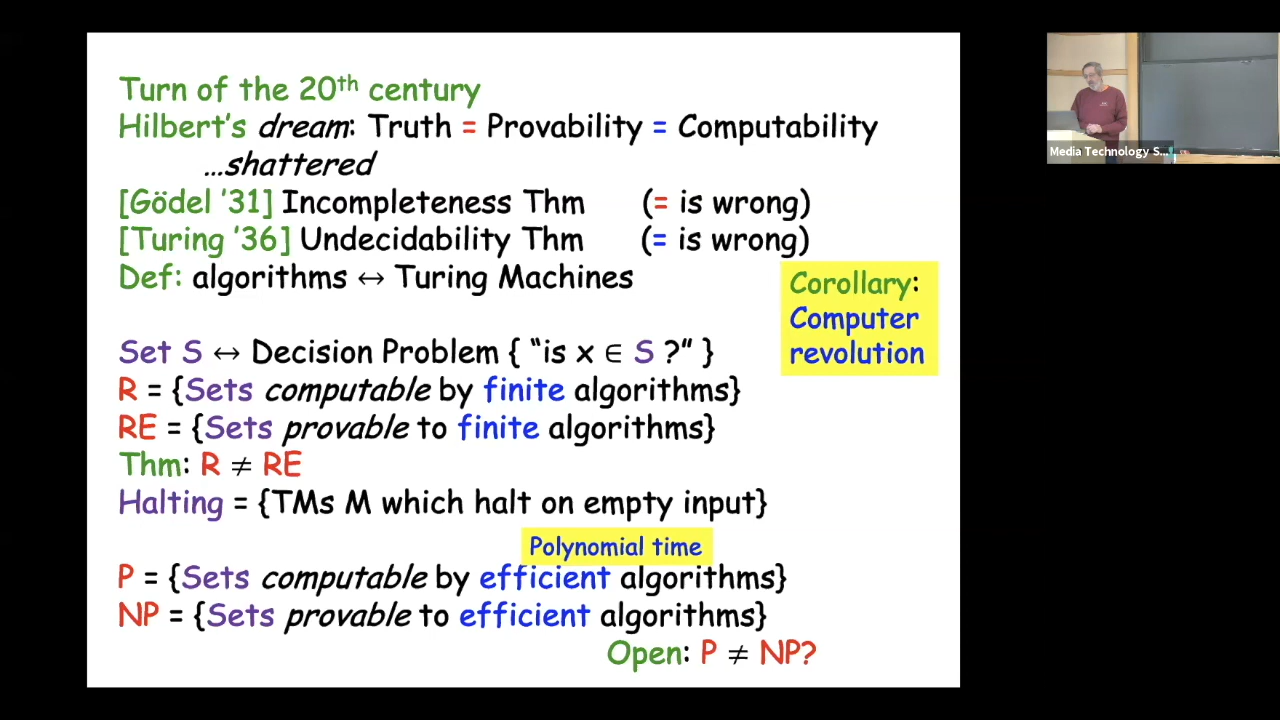 Turn of the 20th century
Hilbert's dream: Truth = Provability = Computability
…shattered
[Gödel '31] Incompleteness Thm (= is wrong)
[Turing '36] Undecidability Thm (= is wrong)
Def: algorithms ↔ Turing Machines
Corollary:
Computer
revolution
Set S ↔ Decision Problem { "is x ∈ S ?" }
R = {Sets computable by finite algorithms}
RE = {Sets provable to finite algorithms}
Thm: R ≠ RE
Halting = {TMs M which halt on empty input}
Polynomial time
P = {Sets computable by efficient algorithms}
NP = {Sets provable to efficient algorithms}
Open: P ≠ NP?
Media Technology S...